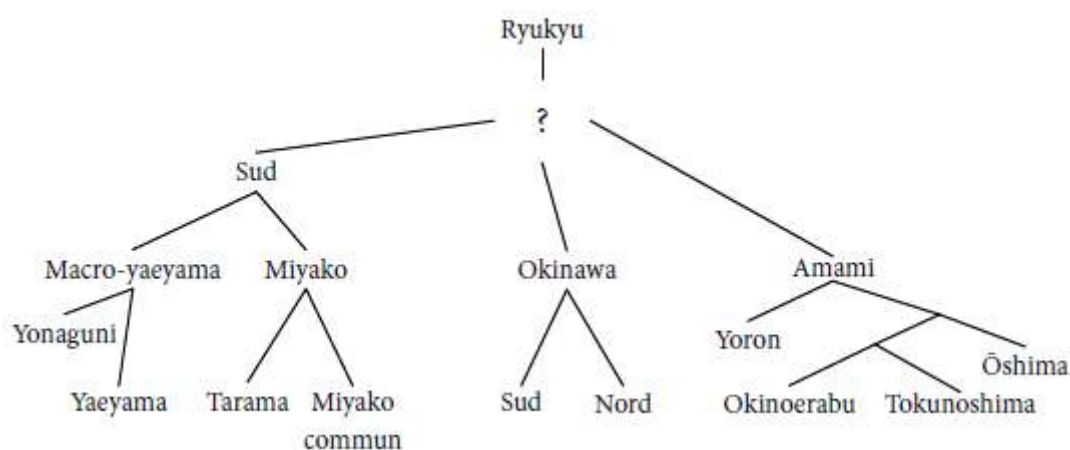 Ryukyu
?
Sud
Macro-yaeyama Miyako Okinawa Amami
Yonaguni Yoron Ōshima
Yaeyama Tarama Miyako commun Sud Nord Okinoerabu Tokunoshima